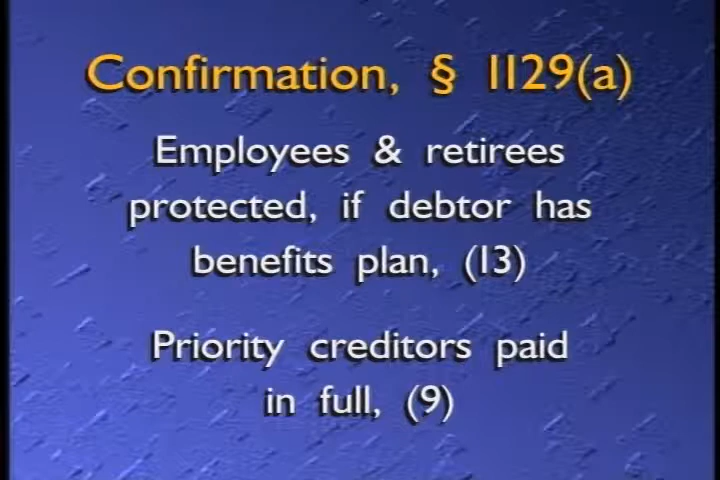 Confirmation, § 1129(a)
Employees & retirees
protected, if debtor has
benefits plan, (13)
Priority creditors paid
in full, (9)